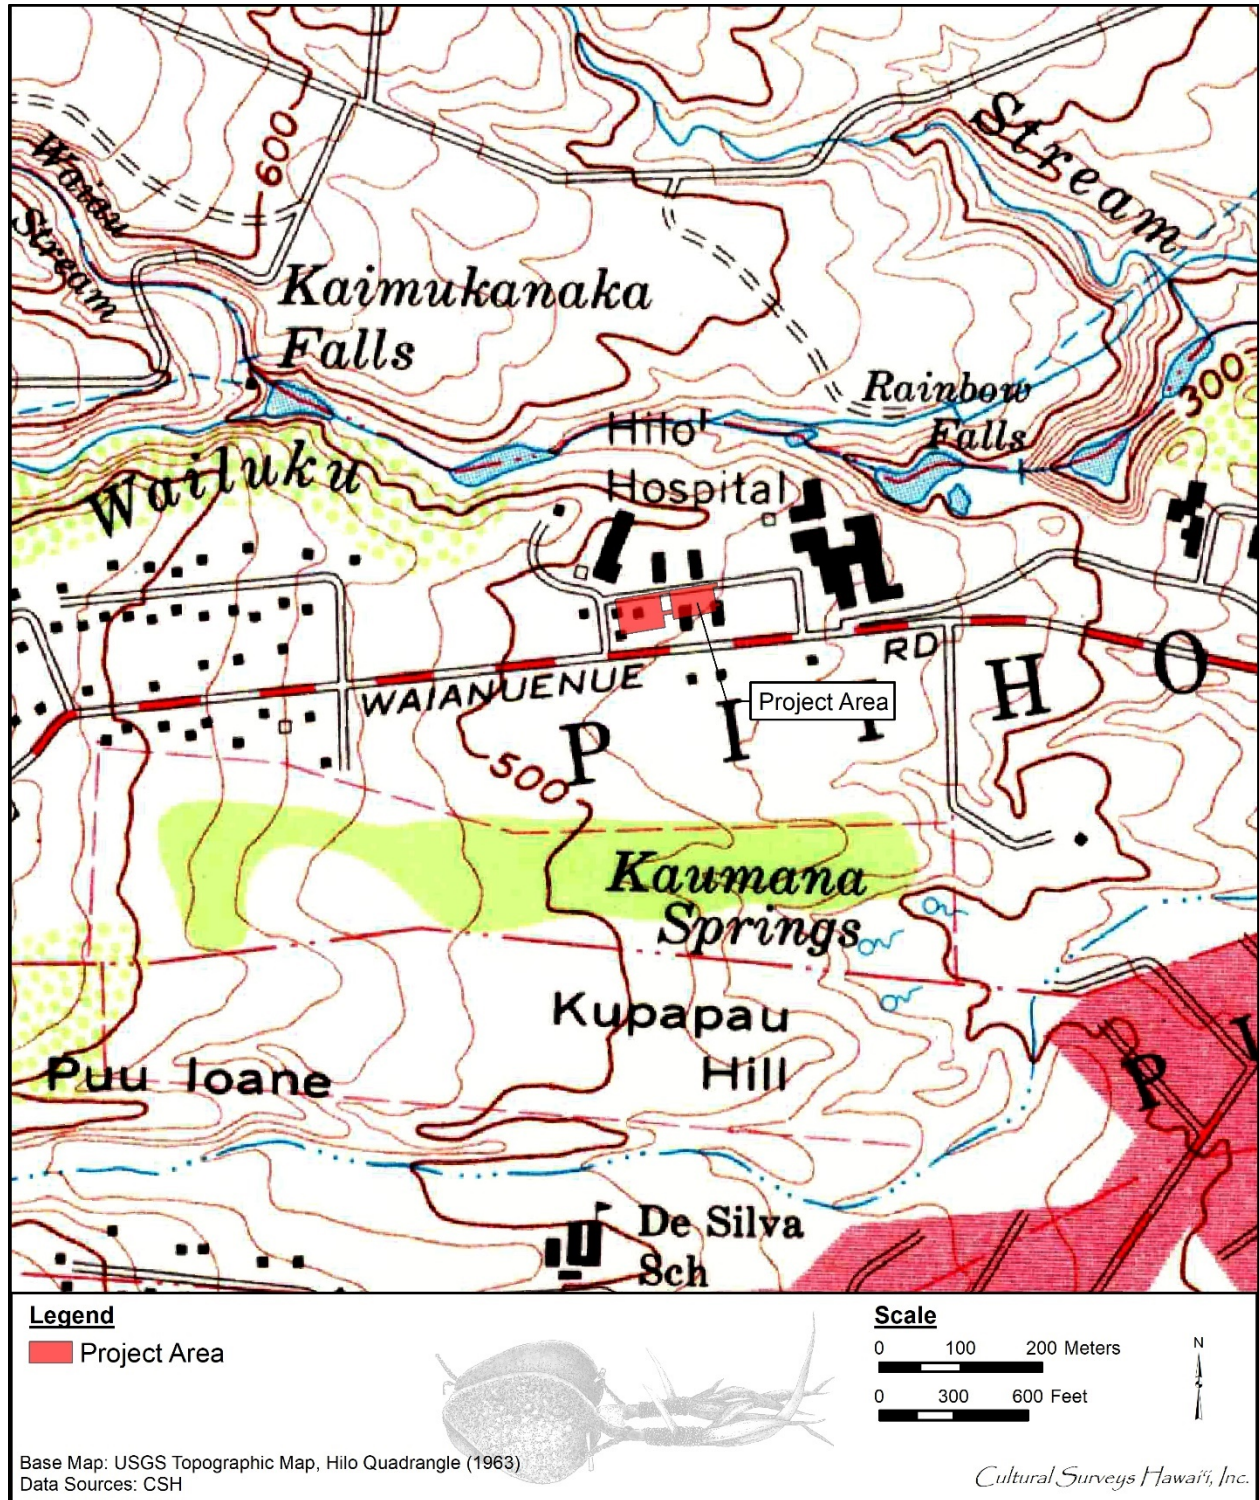 600
Stream
Waiau
Stream
Kaimukanaka
Falls
Rainbow
Falls
300
Hilo
Hospital
Wailuku
WAIANUENUE RD
Project Area
P I I H O
500
Kaumana
Springs
Kupapau
Hill
Puu Ioane
P I
De Silva
Sch
Legend
Project Area
Scale
0 100 200 Meters
0 300 600 Feet
N
Base Map: USGS Topographic Map, Hilo Quadrangle (1963)
Data Sources: CSH
Cultural Surveys Hawaiʻi, Inc.